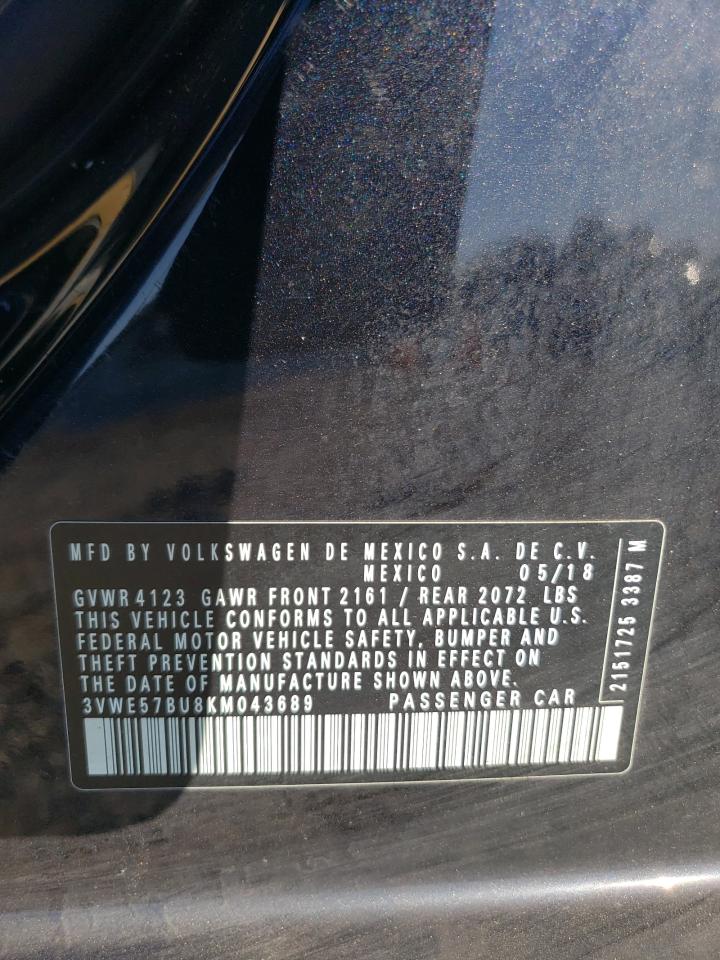 MFD BY VOLKSWAGEN DE MEXICO S.A. DE C.V.
MEXICO 05/18
GVWR 4123 GAWR FRONT 2161 / REAR 2072 LBS
THIS VEHICLE CONFORMS TO ALL APPLICABLE U.S.
FEDERAL MOTOR VEHICLE SAFETY, BUMPER AND
THEFT PREVENTION STANDARDS IN EFFECT ON
THE DATE OF MANUFACTURE SHOWN ABOVE.
3VWE57BU8KM043689 PASSENGER CAR
2151725 3387 M